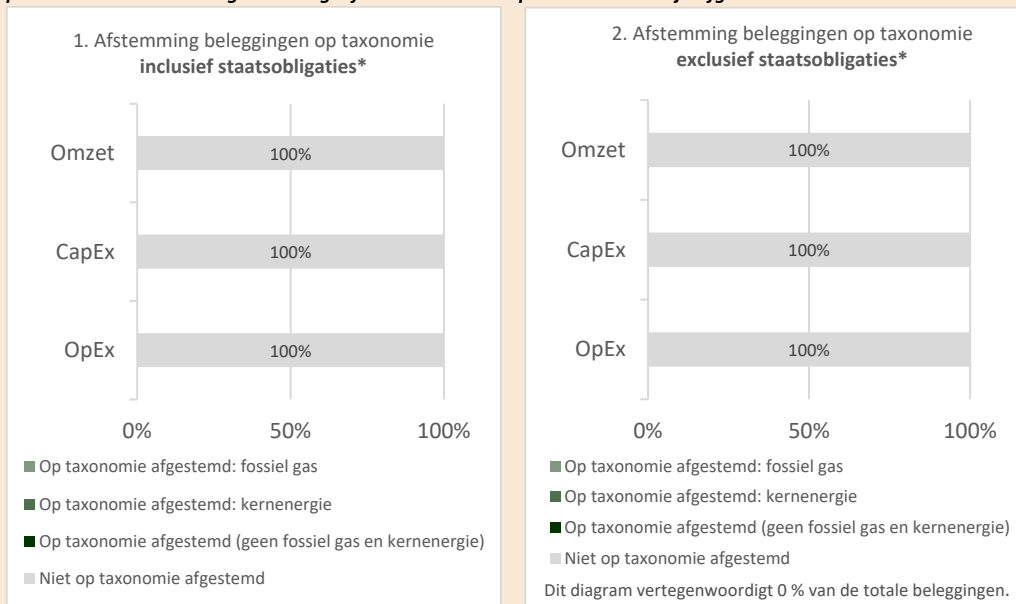 1. Afstemming beleggingen op taxonomie
inclusief staatsobligaties*
Omzet
100%
CapEx
100%
OpEx
100%
0%
50%
100%
Op taxonomie afgestemd: fossiel gas
Op taxonomie afgestemd: kernenergie
Op taxonomie afgestemd (geen fossiel gas en kernenergie)
Niet op taxonomie afgestemd
2. Afstemming beleggingen op taxonomie
exclusief staatsobligaties*
Omzet
100%
CapEx
100%
OpEx
100%
0%
50%
100%
Op taxonomie afgestemd: fossiel gas
Op taxonomie afgestemd: kernenergie
Op taxonomie afgestemd (geen fossiel gas en kernenergie)
Niet op taxonomie afgestemd
Dit diagram vertegenwoordigt 0 % van de totale beleggingen.